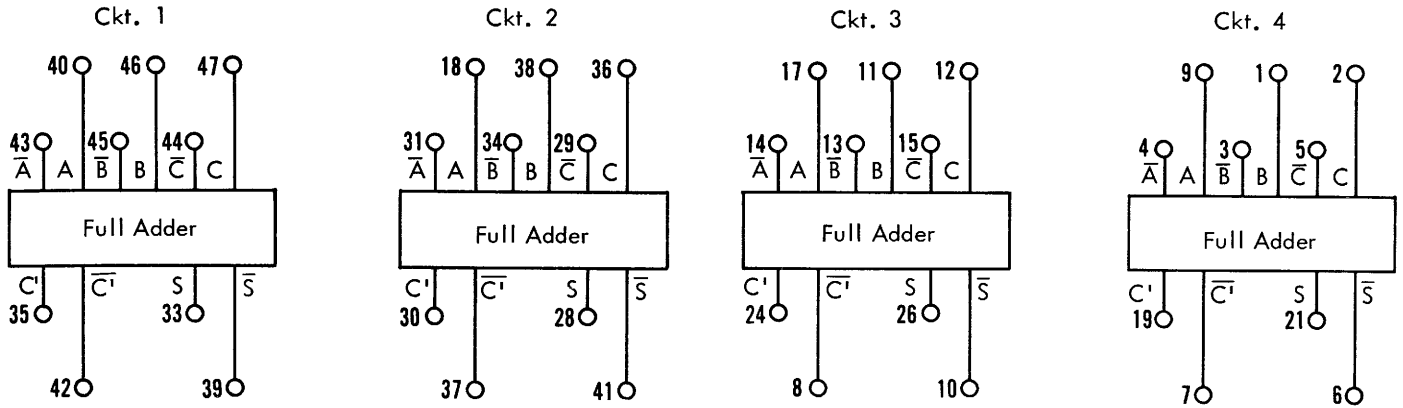 Ckt. 1 Ckt. 2 Ckt. 3 Ckt. 4
40 46 47 18 38 36 17 11 12 9 1 2
43 45 44 31 34 29 14 13 15 4 3 5
A̅ A B̅ B C̅ C A̅ A B̅ B C̅ C A̅ A B̅ B C̅ C A̅ A B̅ B C̅ C
Full Adder Full Adder Full Adder Full Adder
C' C̅'̅ S S̅ C' C̅'̅ S S̅ C' C̅'̅ S S̅ C' C̅'̅ S S̅
35 33 30 28 24 26 19 21
42 39 37 41 8 10 7 6